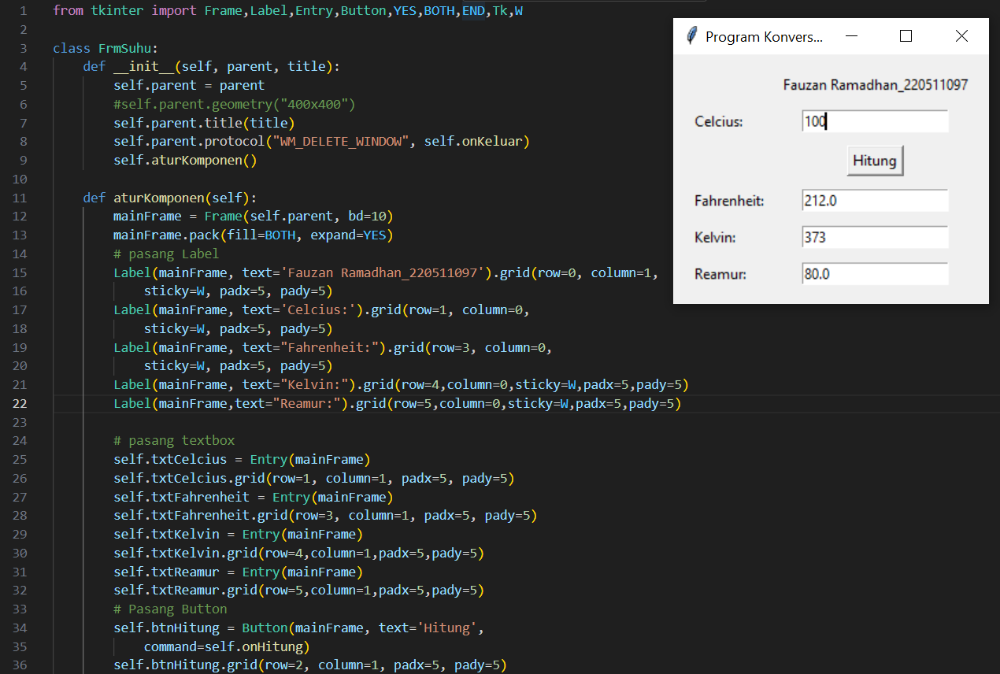 1 from tkinter import Frame,Label,Entry,Button,YES,BOTH,END,Tk,W
2
3 class FrmSuhu:
4 def __init__(self, parent, title):
5 self.parent = parent
6 #self.parent.geometry("400x400")
7 self.parent.title(title)
8 self.parent.protocol("WM_DELETE_WINDOW", self.onKeluar)
9 self.aturKomponen()
10
11 def aturKomponen(self):
12 mainFrame = Frame(self.parent, bd=10)
13 mainFrame.pack(fill=BOTH, expand=YES)
14 # pasang Label
15 Label(mainFrame, text='Fauzan Ramadhan_220511097').grid(row=0, column=1,
16 sticky=W, padx=5, pady=5)
17 Label(mainFrame, text='Celcius:').grid(row=1, column=0,
18 sticky=W, padx=5, pady=5)
19 Label(mainFrame, text="Fahrenheit:").grid(row=3, column=0,
20 sticky=W, padx=5, pady=5)
21 Label(mainFrame, text="Kelvin:").grid(row=4,column=0,sticky=W,padx=5,pady=5)
22 Label(mainFrame,text="Reamur:").grid(row=5,column=0,sticky=W,padx=5,pady=5)
23
24 # pasang textbox
25 self.txtCelcius = Entry(mainFrame)
26 self.txtCelcius.grid(row=1, column=1, padx=5, pady=5)
27 self.txtFahrenheit = Entry(mainFrame)
28 self.txtFahrenheit.grid(row=3, column=1, padx=5, pady=5)
29 self.txtKelvin = Entry(mainFrame)
30 self.txtKelvin.grid(row=4,column=1,padx=5,pady=5)
31 self.txtReamur = Entry(mainFrame)
32 self.txtReamur.grid(row=5,column=1,padx=5,pady=5)
33 # Pasang Button
34 self.btnHitung = Button(mainFrame, text='Hitung',
35 command=self.onHitung)
36 self.btnHitung.grid(row=2, column=1, padx=5, pady=5)
Program Konvers...
Fauzan Ramadhan_220511097
Celcius: 100
Hitung
Fahrenheit: 212.0
Kelvin: 373
Reamur: 80.0